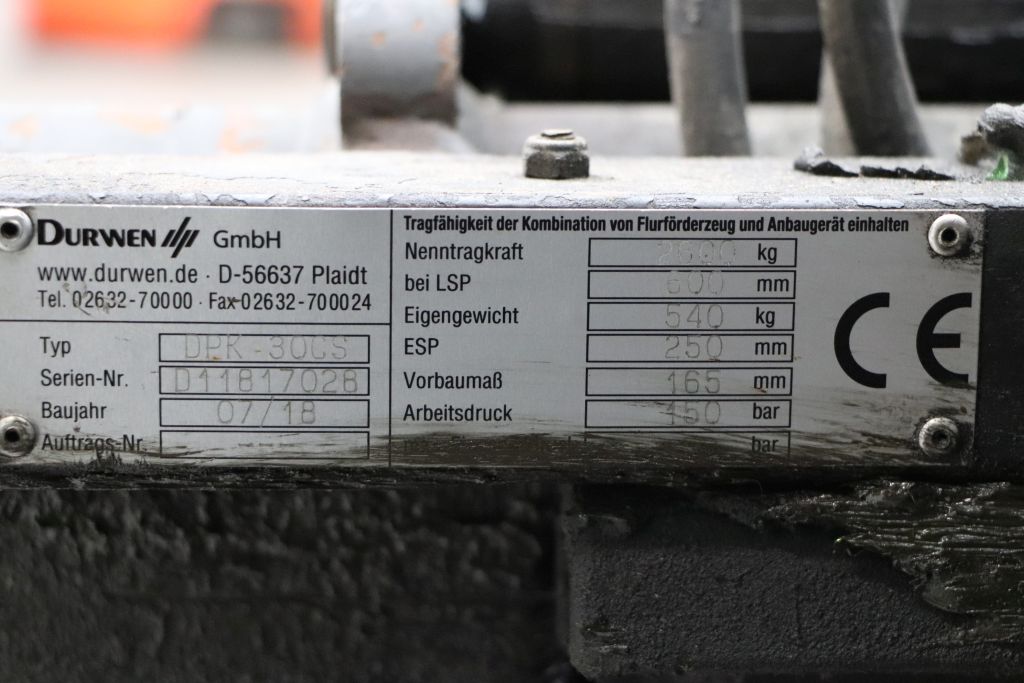 DURWEN GmbH
www.durwen.de · D-56637 Plaidt
Tel. 02632-70000 · Fax 02632-700024
Typ DPK-30CS
Serien-Nr. D11817028
Baujahr 07/18
Auftrags-Nr.
Tragfähigkeit der Kombination von Flurförderzeug und Anbaugerät einhalten
Nenntragkraft 2600 kg
bei LSP 600 mm
Eigengewicht 540 kg
ESP 250 mm
Vorbaumaß 165 mm
Arbeitsdruck 150 bar
bar
CE